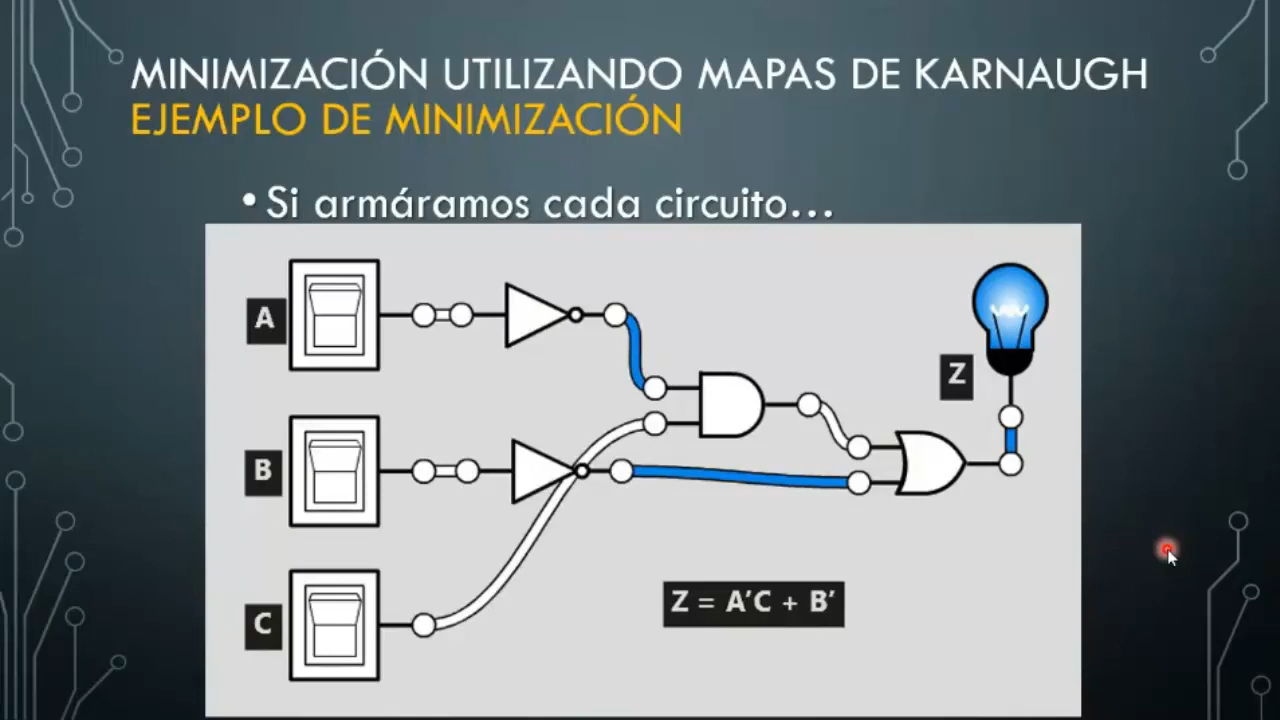 MINIMIZACIÓN UTILIZANDO MAPAS DE KARNAUGH
EJEMPLO DE MINIMIZACIÓN
• Si armáramos cada circuito...
A
Z
B
C
Z = A'C + B'